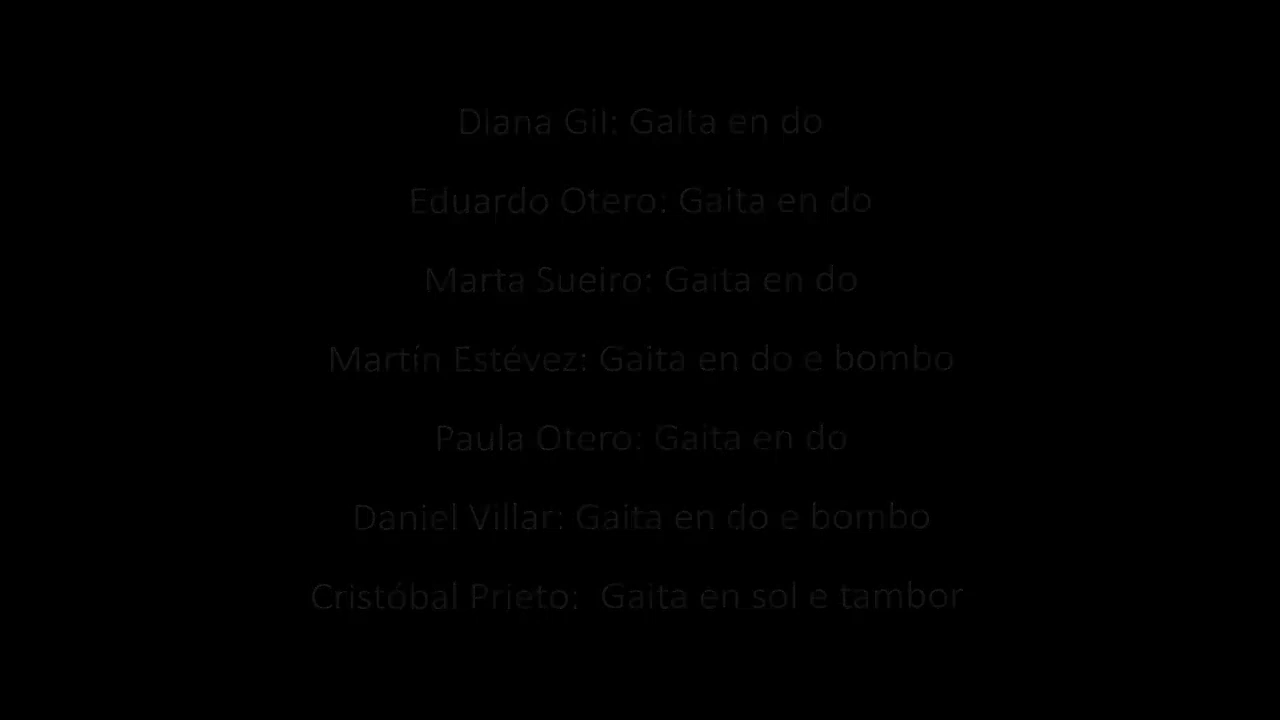 Diana Gil: Gaita en do
Eduardo Otero: Gaita en do
Marta Sueiro: Gaita en do
Martín Estévez: Gaita en do e bombo
Paula Otero: Gaita en do
Daniel Villar: Gaita en do e bombo
Cristóbal Prieto:  Gaita en sol e tambor